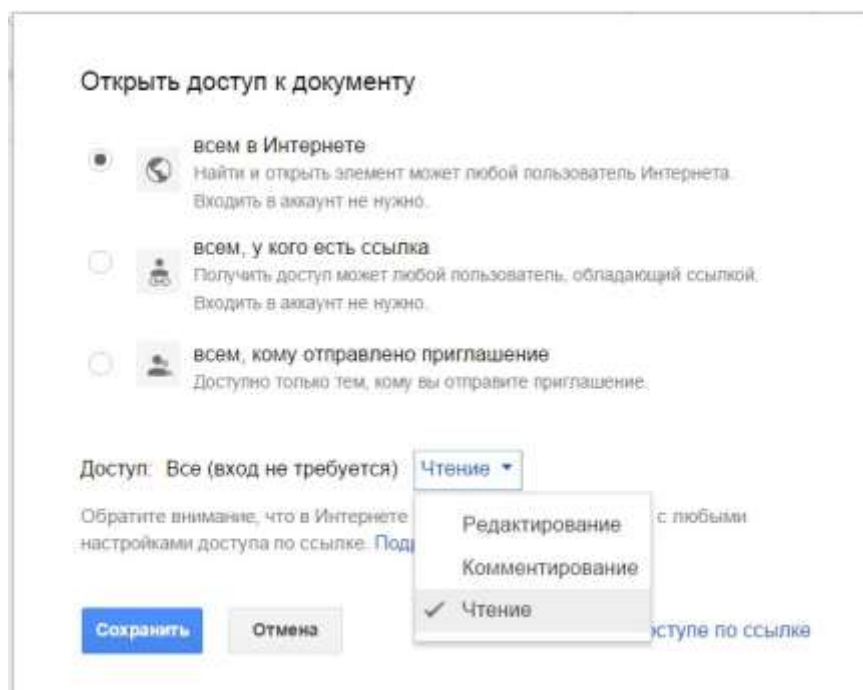 Открыть доступ к документу
всем в Интернете
Найти и открыть элемент может любой пользователь Интернета.
Входить в аккаунт не нужно.
всем, у кого есть ссылка
Получить доступ может любой пользователь, обладающий ссылкой.
Входить в аккаунт не нужно.
всем, кому отправлено приглашение
Доступно только тем, кому вы отправите приглашение.
Доступ: Все (вход не требуется) Чтение
Обратите внимание, что в Интернете с любыми
настройками доступа по ссылке.
Редактирование
Комментирование
Чтение
Сохранить Отмена по ссылке